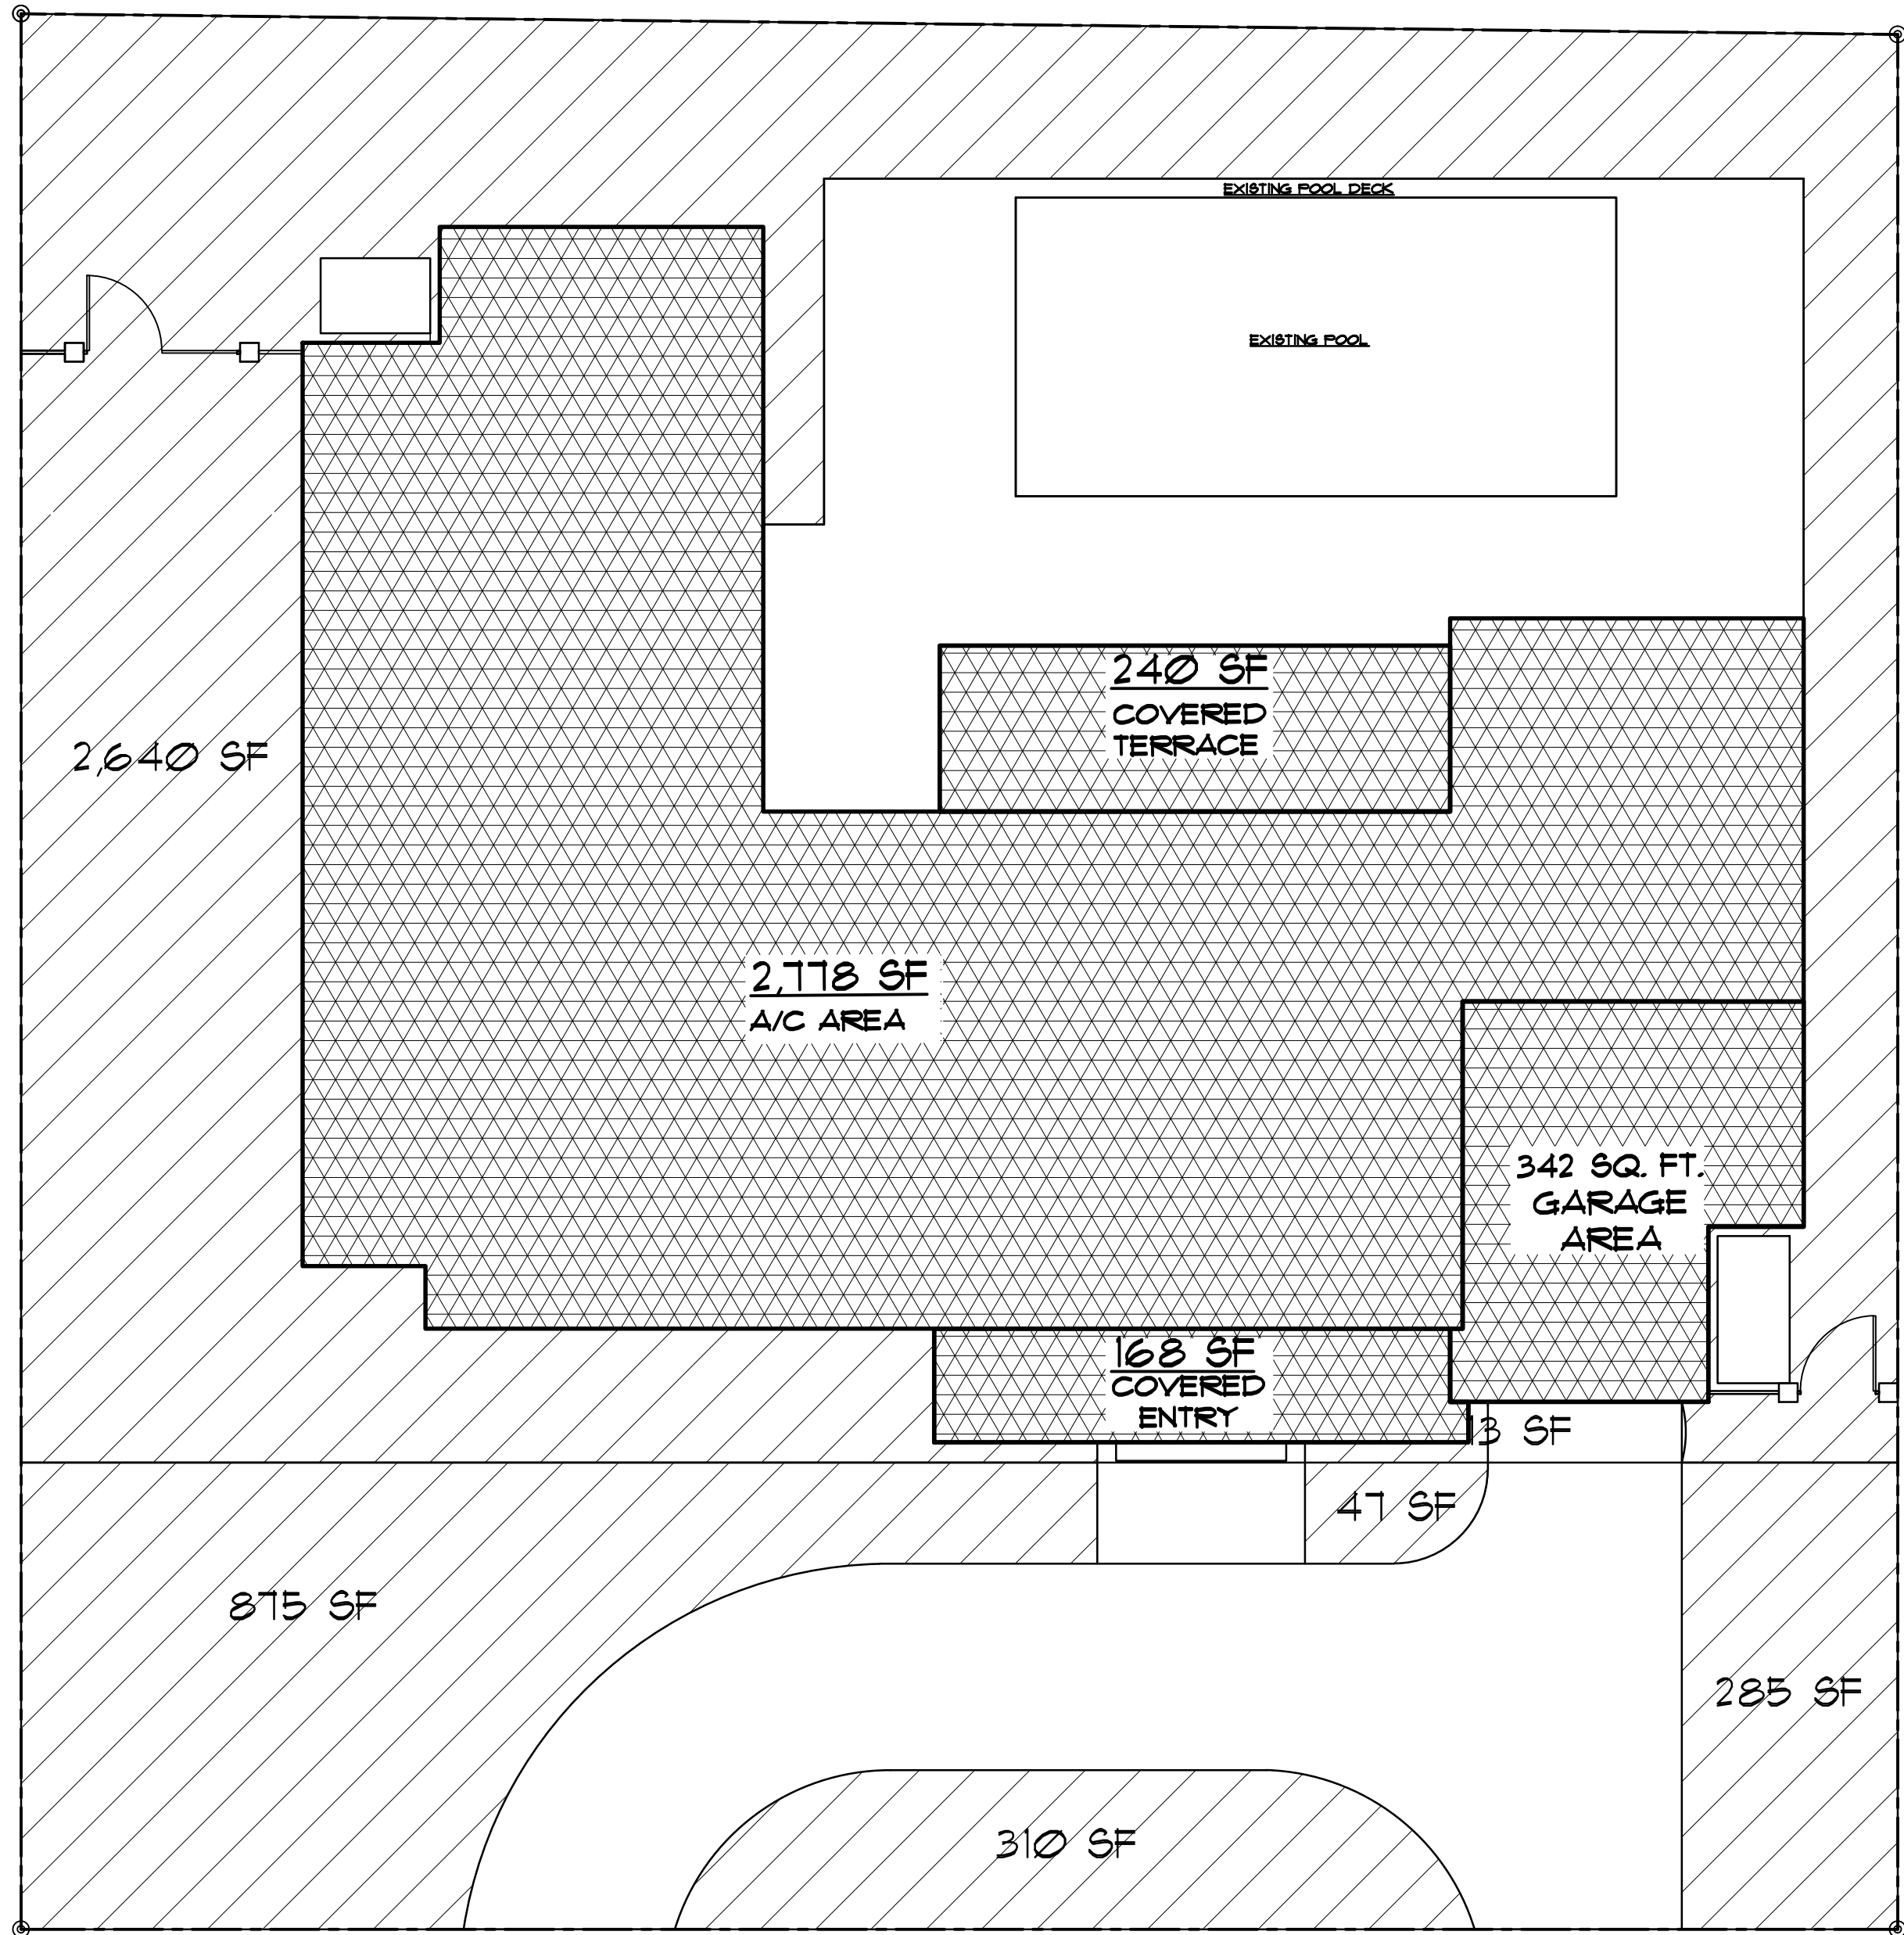 EXISTING POOL DECK
EXISTING POOL
240 SF
COVERED
TERRACE
2,640 SF
2,778 SF
A/C AREA
342 SQ. FT.
GARAGE
AREA
168 SF
COVERED
ENTRY
13 SF
47 SF
875 SF
285 SF
310 SF